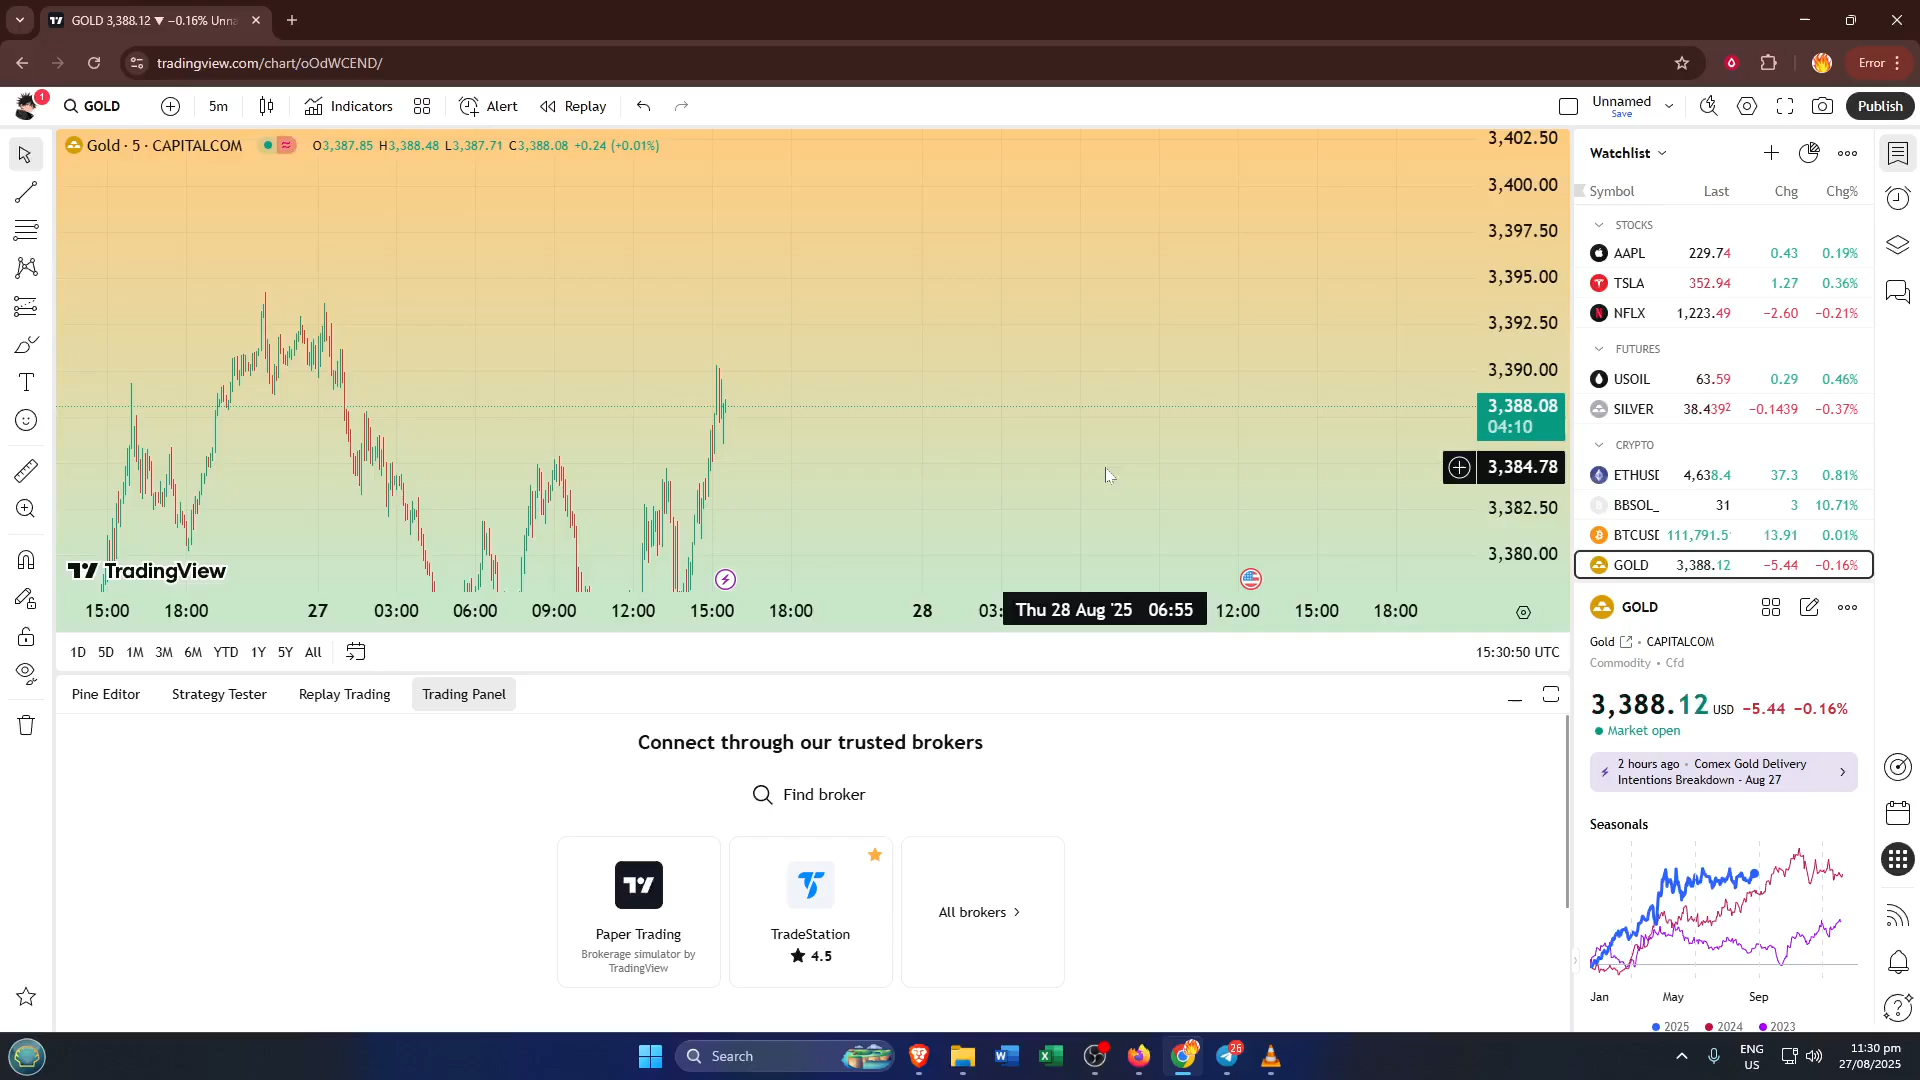 GOLD 3,388.12 ▼ −0.16% Unna
tradingview.com/chart/oOdWCEND/
Error
1
GOLD
5m
Indicators
Alert
Replay
Unnamed
Save
Publish
Gold · 5 · CAPITALCOM
O3,387.85 H3,388.48 L3,387.71 C3,388.08 +0.24 (+0.01%)
3,402.50
3,400.00
3,397.50
3,395.00
3,392.50
3,390.00
3,388.08
04:10
3,384.78
3,382.50
3,380.00
TradingView
15:00
18:00
27
03:00
06:00
09:00
12:00
15:00
18:00
28
03:
Thu 28 Aug '25 06:55
12:00
15:00
18:00
1D 5D 1M 3M 6M YTD 1Y 5Y All
15:30:50 UTC
Pine Editor
Strategy Tester
Replay Trading
Trading Panel
Connect through our trusted brokers
Find broker
Paper Trading
Brokerage simulator by
TradingView
TradeStation
4.5
All brokers
Watchlist
Symbol Last Chg Chg%
STOCKS
AAPL 229.74 0.43 0.19%
TSLA 352.94 1.27 0.36%
NFLX 1,223.49 −2.60 −0.21%
FUTURES
USOIL 63.59 0.29 0.46%
SILVER 38.439² −0.1439 −0.37%
CRYPTO
ETHUSD 4,638.4 37.3 0.81%
BBSOL_ 31 3 10.71%
BTCUSD 111,791.5 13.91 0.01%
GOLD 3,388.12 −5.44 −0.16%
GOLD
Gold • CAPITALCOM
Commodity • Cfd
3,388.12 USD −5.44 −0.16%
Market open
2 hours ago • Comex Gold Delivery
Intentions Breakdown - Aug 27
Seasonals
Jan May Sep
2025 2024 2023
Search
26
ENG
US
11:30 pm
27/08/2025